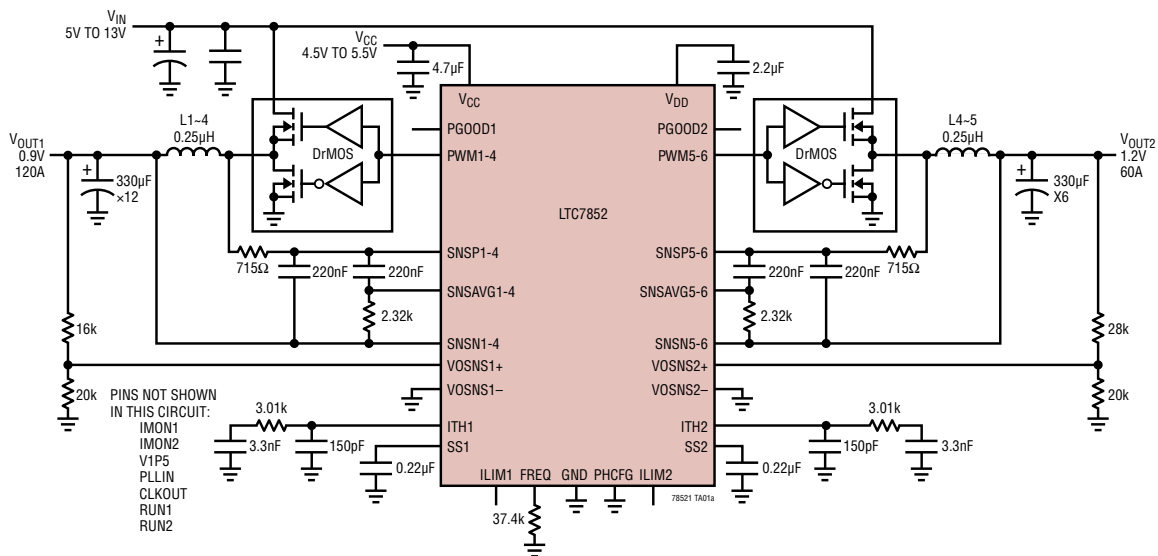 VIN
5V TO 13V
VCC
4.5V TO 5.5V
4.7µF
2.2µF
VCC
VDD
L1~4
0.25µH
L4~5
0.25µH
PGOOD1
PGOOD2
VOUT1
0.9V
120A
DrMOS
PWM1-4
PWM5-6
DrMOS
VOUT2
1.2V
60A
+
+
330µF
×12
+
330µF
X6
LTC7852
715Ω
SNSP1-4
SNSP5-6
715Ω
220nF
220nF
220nF
220nF
SNSAVG1-4
SNSAVG5-6
2.32k
2.32k
16k
28k
SNSN1-4
SNSN5-6
VOSNS1+
VOSNS2+
20k
20k
VOSNS1–
VOSNS2–
PINS NOT SHOWN
IN THIS CIRCUIT:
IMON1
IMON2
V1P5
PLLIN
CLKOUT
RUN1
RUN2
3.01k
3.01k
ITH1
ITH2
3.3nF
150pF
150pF
3.3nF
SS1
SS2
0.22µF
0.22µF
ILIM1
FREQ
GND
PHCFG
ILIM2
78521 TA01a
37.4k